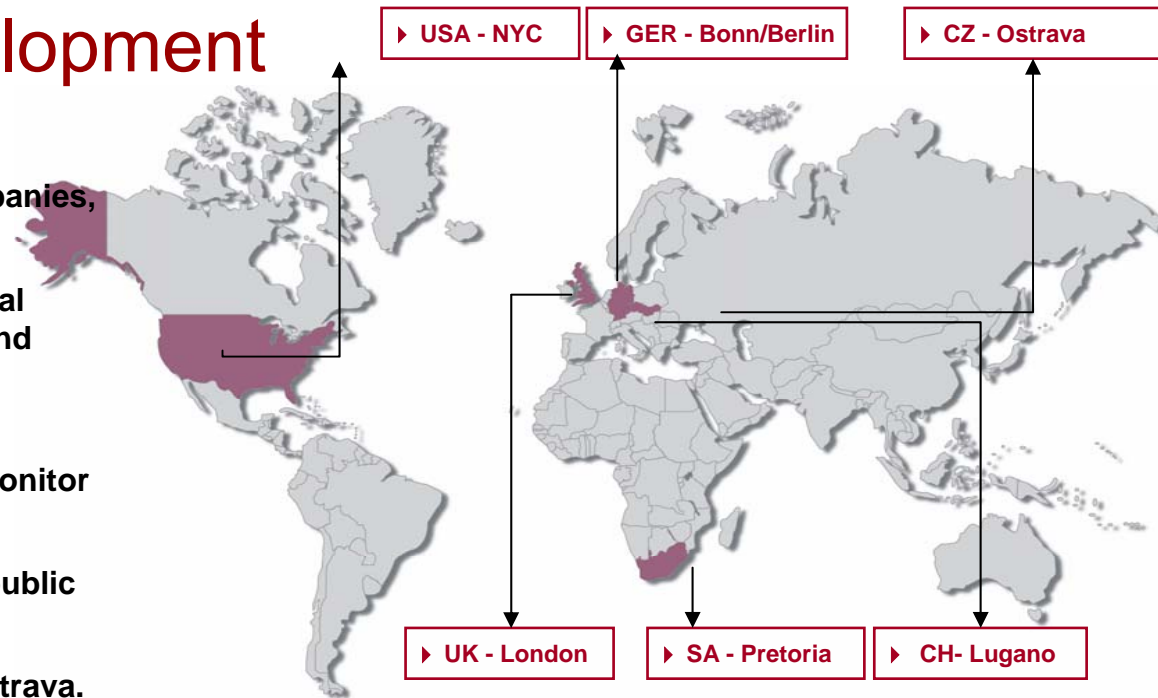 lopment
USA - NYC
GER - Bonn/Berlin
CZ - Ostrava
panies,
al
nd
onitor
ublic
trava.
UK - London
SA - Pretoria
CH- Lugano